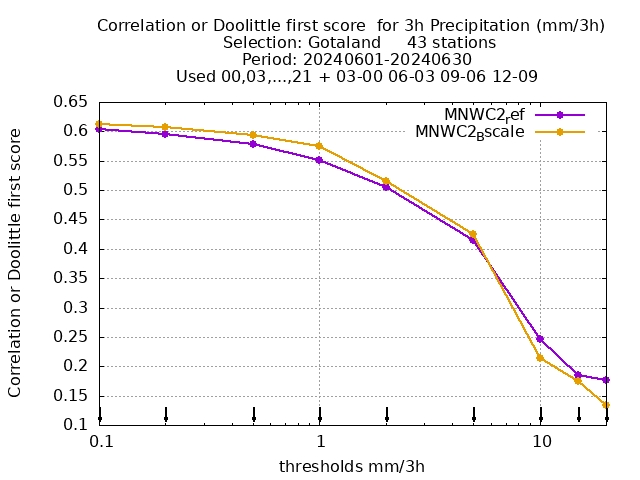 Correlation or Doolittle first score  for 3h Precipitation (mm/3h)
Selection: Gotaland     43 stations
Period: 20240601-20240630
Used 00,03,...,21 + 03-00 06-03 09-06 12-09
MNWC2ref
MNWC2Bscale
Correlation or Doolittle first score
0.65
0.6
0.55
0.5
0.45
0.4
0.35
0.3
0.25
0.2
0.15
0.1
0.1 1 10
thresholds mm/3h